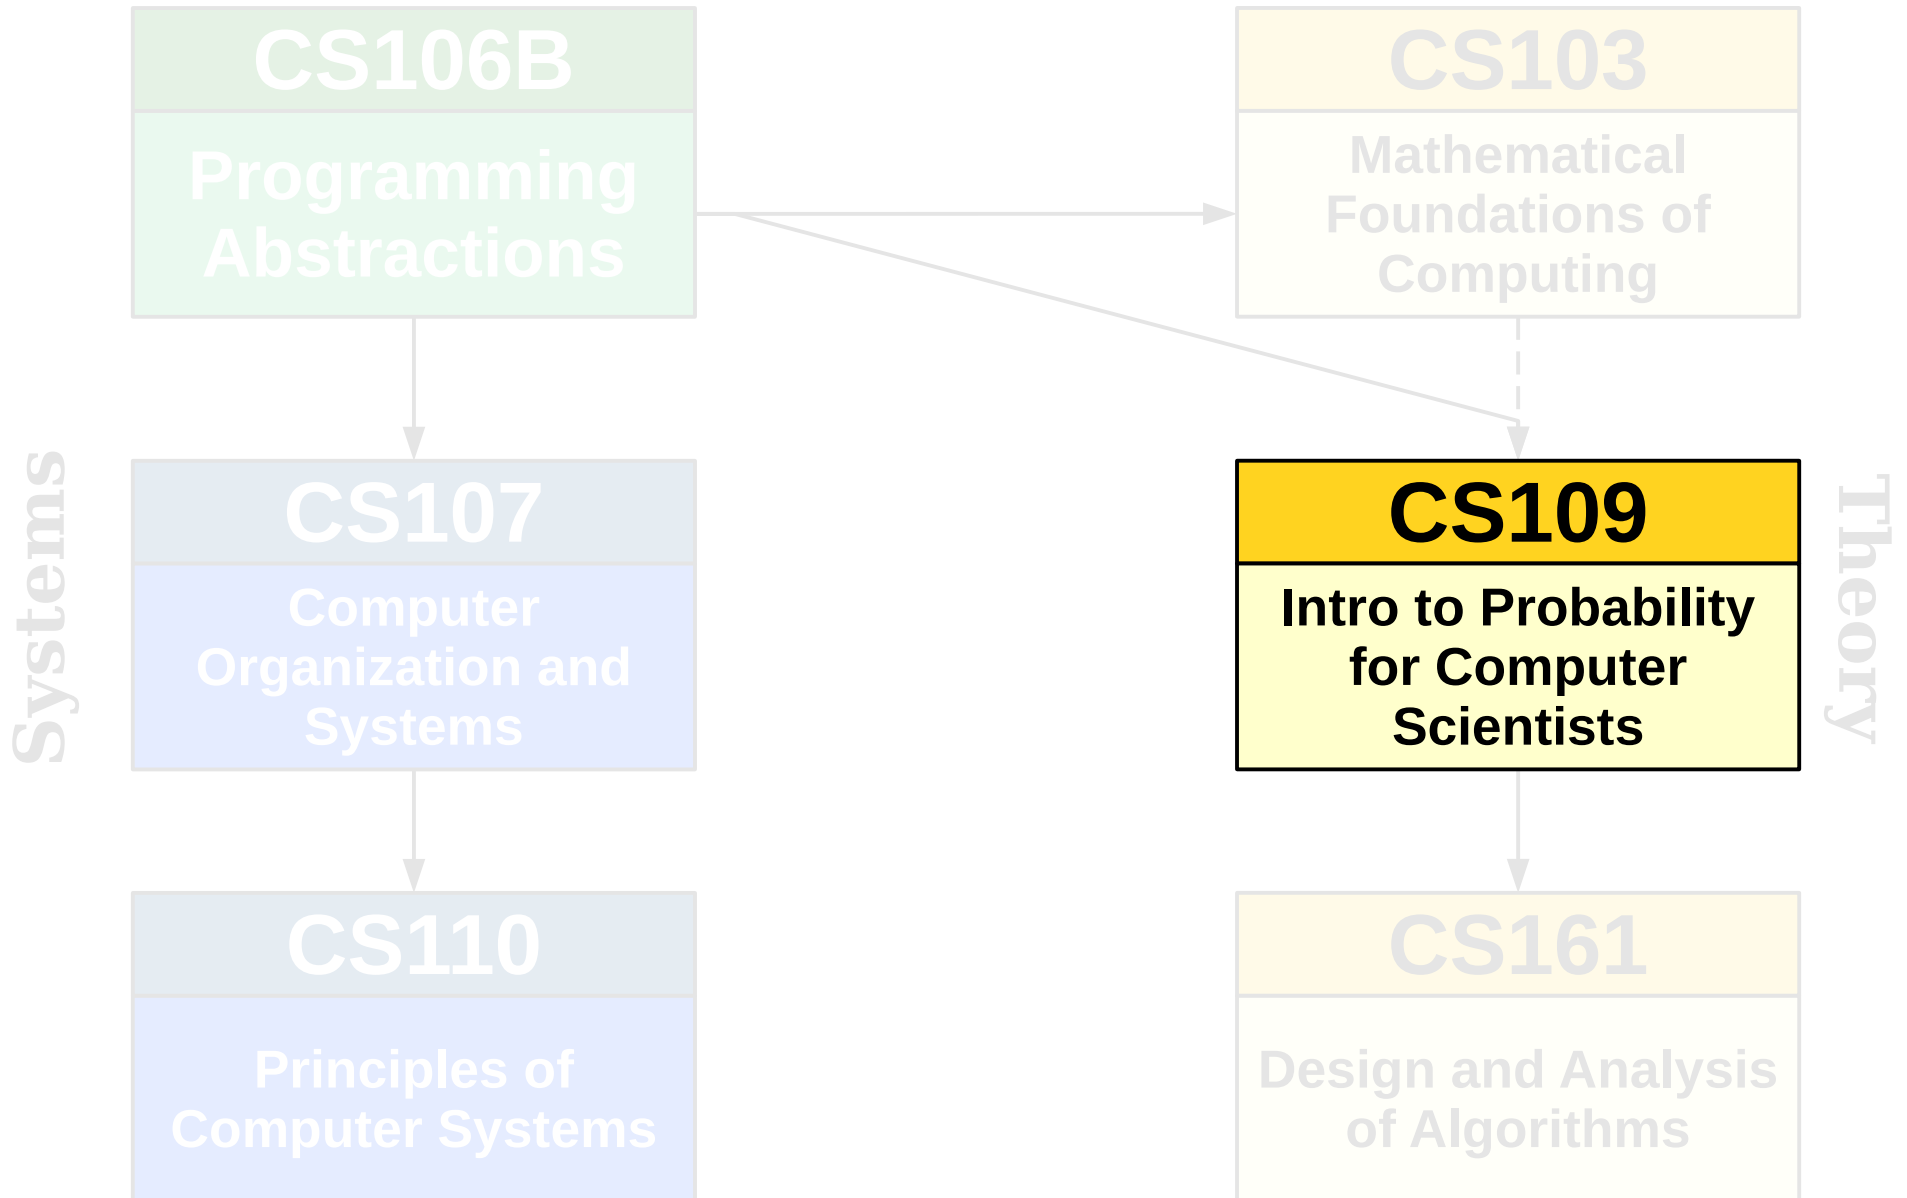 CS106B
Programming
Abstractions
CS103
Mathematical
Foundations of
Computing
Systems
CS107
Computer
Organization and
Systems
CS109
Intro to Probability
for Computer
Scientists
Theory
CS110
Principles of
Computer Systems
CS161
Design and Analysis
of Algorithms